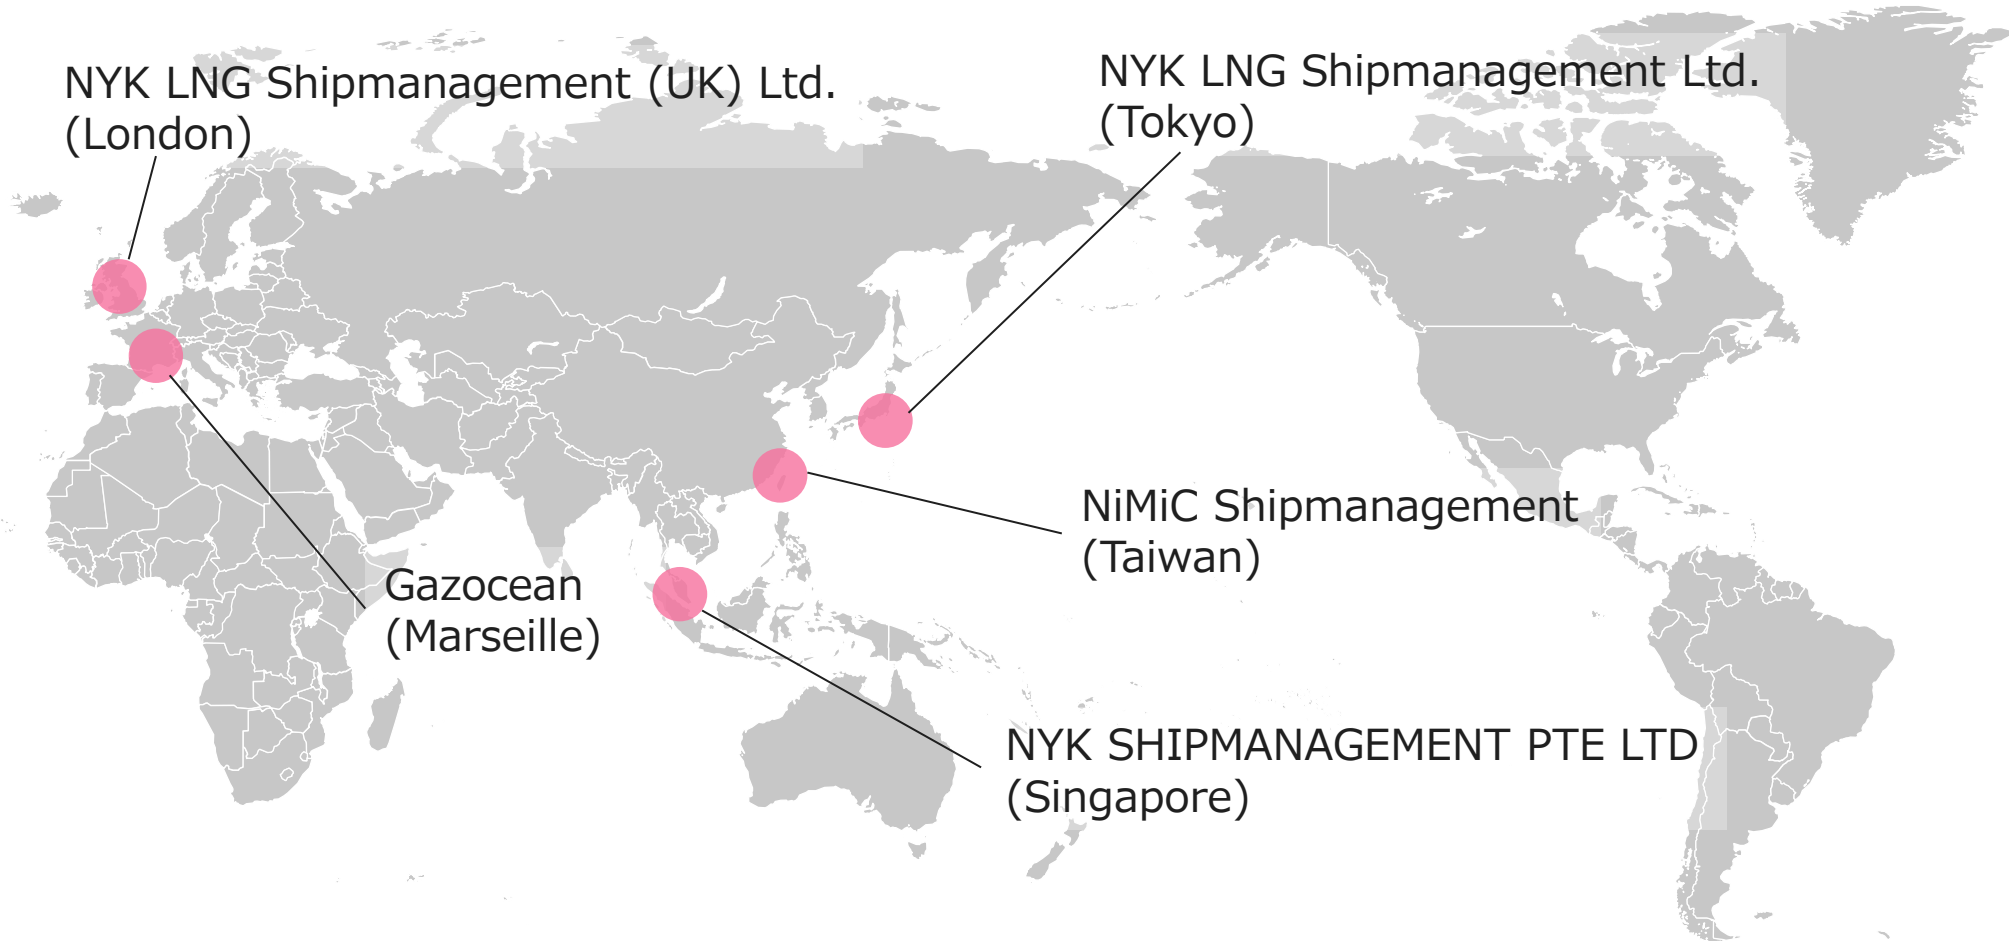 NYK LNG Shipmanagement (UK) Ltd.
(London)
NYK LNG Shipmanagement Ltd.
(Tokyo)
NiMiC Shipmanagement
(Taiwan)
Gazocean
(Marseille)
NYK SHIPMANAGEMENT PTE LTD
(Singapore)